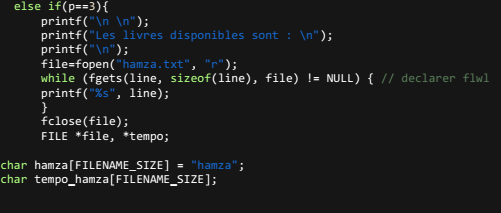 else if(p==3){
printf("\n \n");
printf("Les livres disponibles sont : \n");
printf("\n");
file=fopen("hamza.txt", "r");
while (fgets(line, sizeof(line), file) != NULL) { // declarer flwl
printf("%s", line);
}
fclose(file);
FILE *file, *tempo;
char hamza[FILENAME_SIZE] = "hamza";
char tempo_hamza[FILENAME_SIZE];